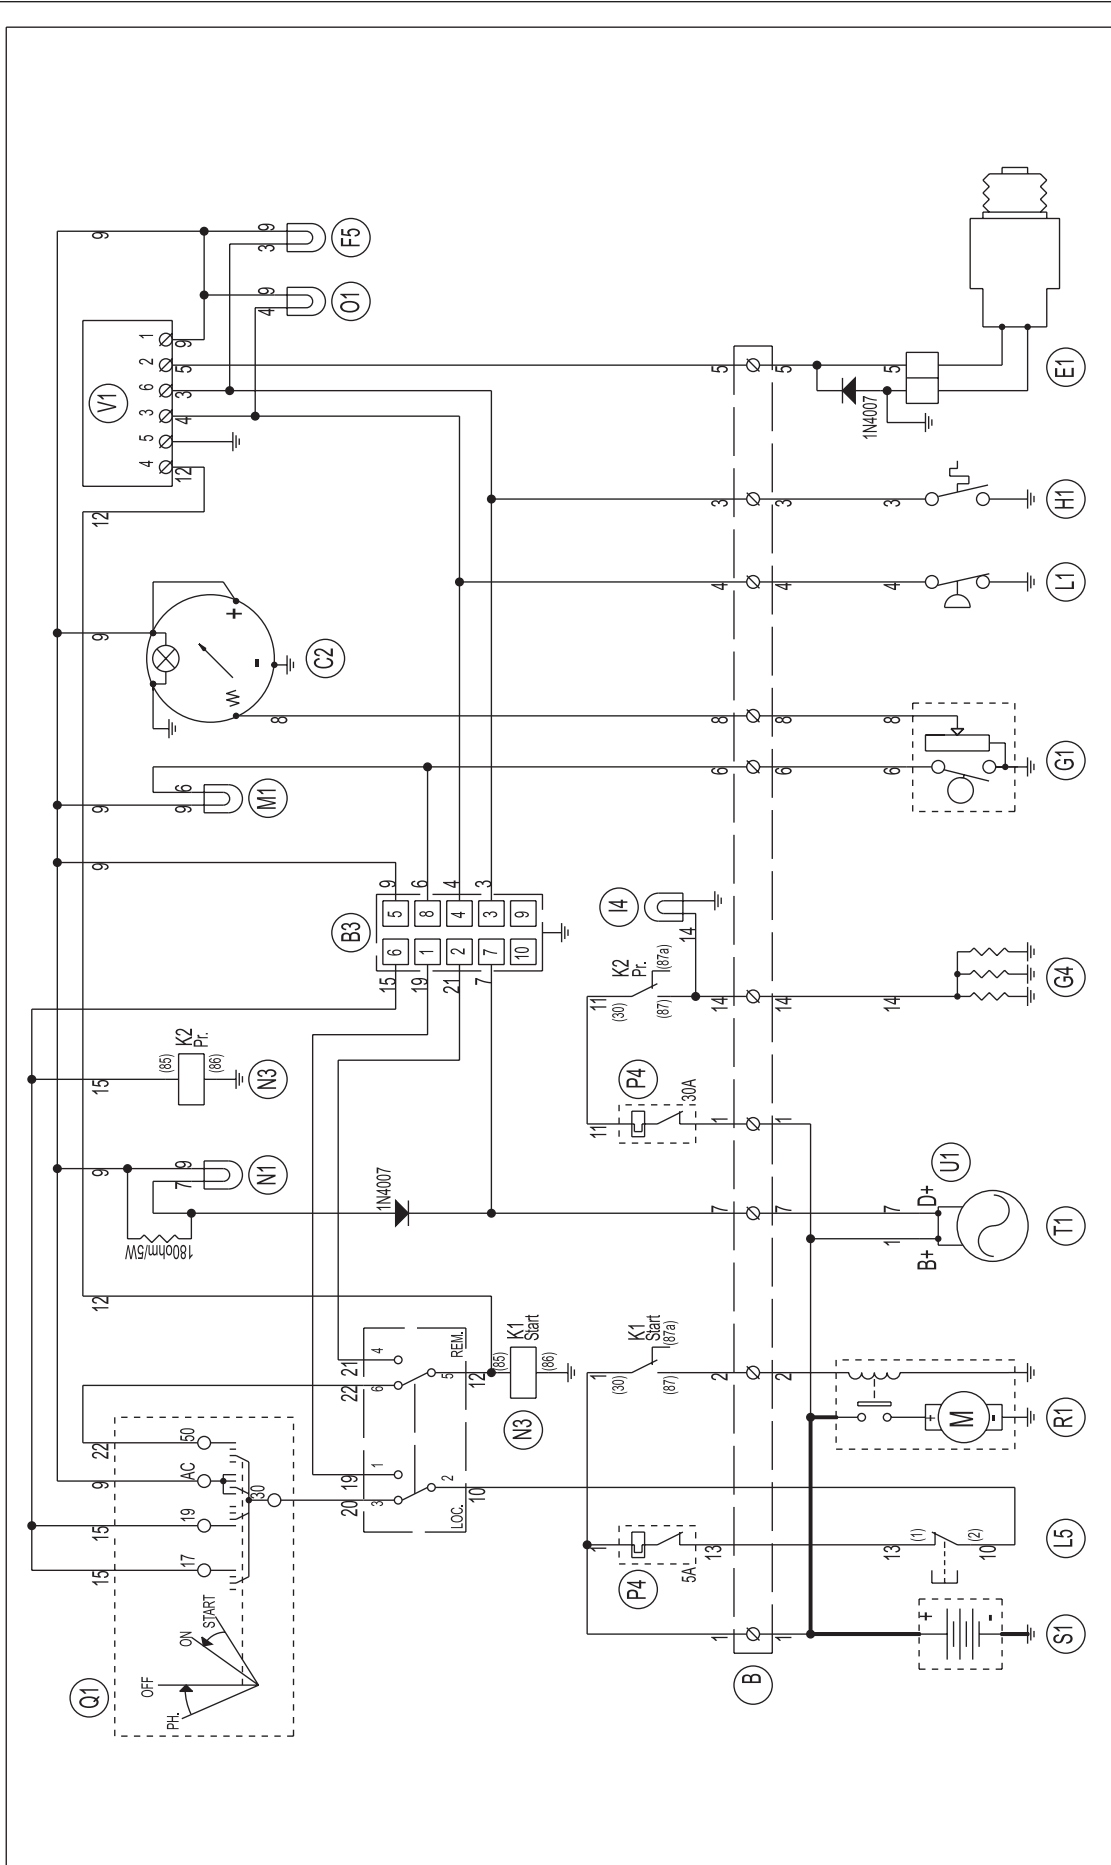 9
9
3
F5
9
4
O1
1
2
6
3
5
4
V1
9
5
3
4
12
12
5
5
5
1N4007
E1
3
3
3
H1
4
4
4
L1
9
+
-
W
C2
8
8
8
8
6
6
6
G1
9
6
9
M1
9
9
6
4
3
B3
5
8
4
3
9
6
1
2
7
10
15
19
21
7
I4
14
K2
Pr.
(87a)
11
(30)
(87)
14
14
14
G4
15
K2
Pr.
(85)
(86)
N3
P4
30A
11
1
1
9
9
7
N1
180ohm/5W
1N4007
7
7
7
U1
D+
B+
1
T1
12
21
4
22
6
REM.
5
12
K1
Start
(85)
(86)
N3
K1
Start
(87a)
1
(30)
(87)
2
2
+
M
-
R1
22
50
9
AC
30
15
19
15
17
19
1
20
3
2
LOC.
10
1
P4
5A
13
13
(1)
(2)
10
L5
START
ON
OFF
PH.
Q1
1
1
B
+
-
S1